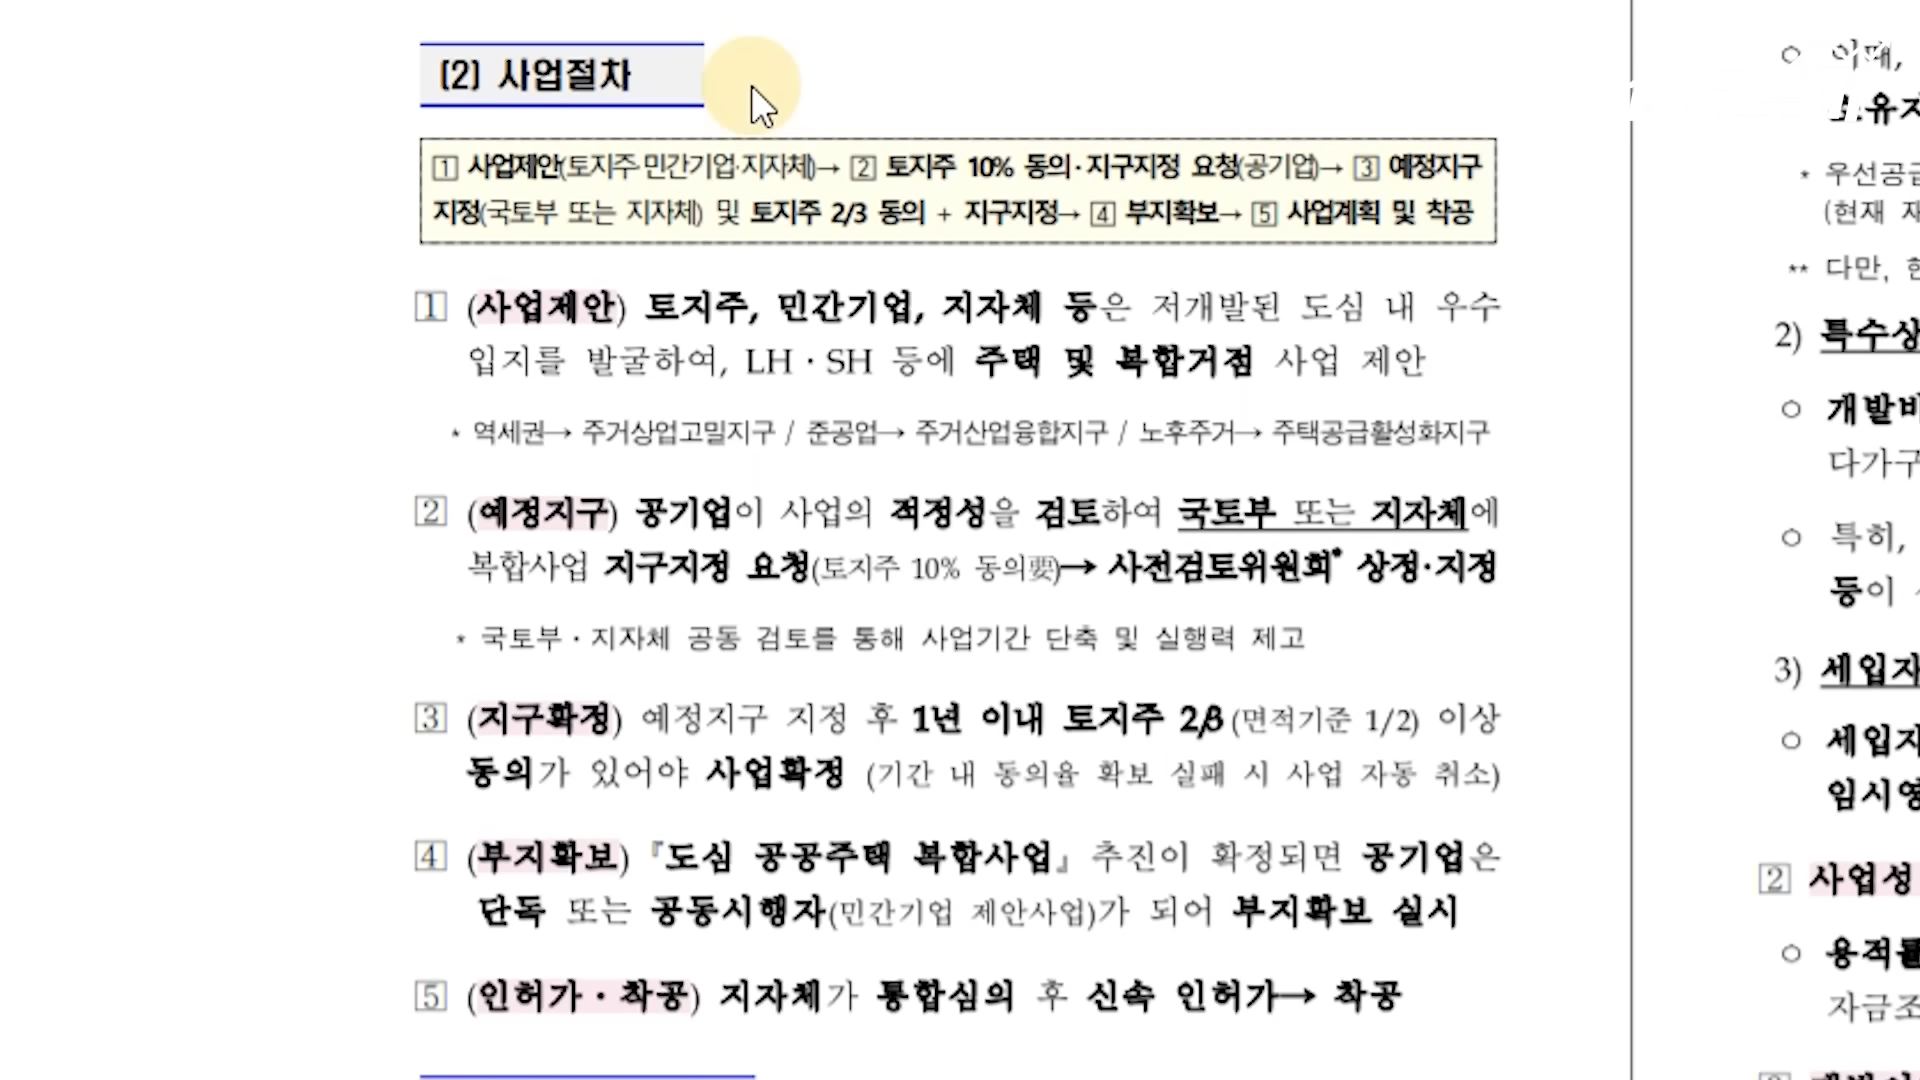 (2) 사업절차
1 사업제안(토지주·민간기업·지자체)→ 2 토지주 10% 동의·지구지정 요청(공기업)→ 3 예정지구
지정(국토부 또는 지자체) 및 토지주 2/3 동의 + 지구지정→ 4 부지확보→ 5 사업계획 및 착공
1 (사업제안) 토지주, 민간기업, 지자체 등은 저개발된 도심 내 우수
입지를 발굴하여, LH·SH 등에 주택 및 복합거점 사업 제안
* 역세권→ 주거상업고밀지구 / 준공업→ 주거산업융합지구 / 노후주거→ 주택공급활성화지구
2 (예정지구) 공기업이 사업의 적정성을 검토하여 국토부 또는 지자체에
복합사업 지구지정 요청(토지주 10% 동의要)→ 사전검토위원회* 상정·지정
* 국토부·지자체 공동 검토를 통해 사업기간 단축 및 실행력 제고
3 (지구확정) 예정지구 지정 후 1년 이내 토지주 2/3(면적기준 1/2) 이상
동의가 있어야 사업확정 (기간 내 동의율 확보 실패 시 사업 자동 취소)
4 (부지확보) 『도심 공공주택 복합사업』 추진이 확정되면 공기업은
단독 또는 공동시행자(민간기업 제안사업)가 되어 부지확보 실시
5 (인허가·착공) 지자체가 통합심의 후 신속 인허가→ 착공
○ 이때,
* 우선공급
(현재
** 다만,
2) 특수상
○ 개발비
다가구
○ 특히,
등이
3) 세입자
○ 세입자
임시영
2 사업성
○ 용적률
자금조